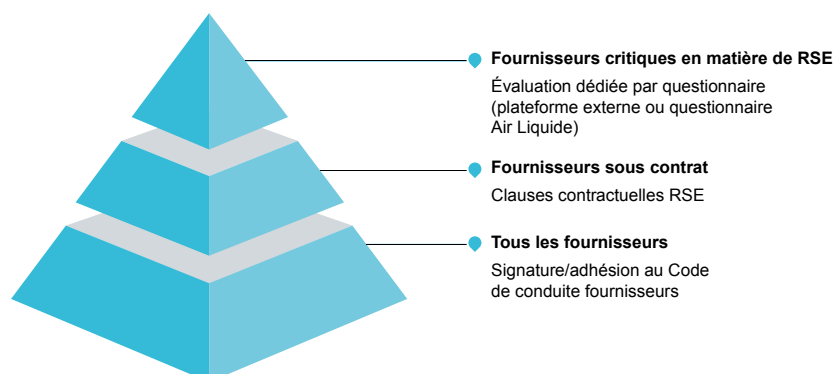 Fournisseurs critiques en matière de RSE
Évaluation dédiée par questionnaire
(plateforme externe ou questionnaire
Air Liquide)
Fournisseurs sous contrat
Clauses contractuelles RSE
Tous les fournisseurs
Signature/adhésion au Code
de conduite fournisseurs